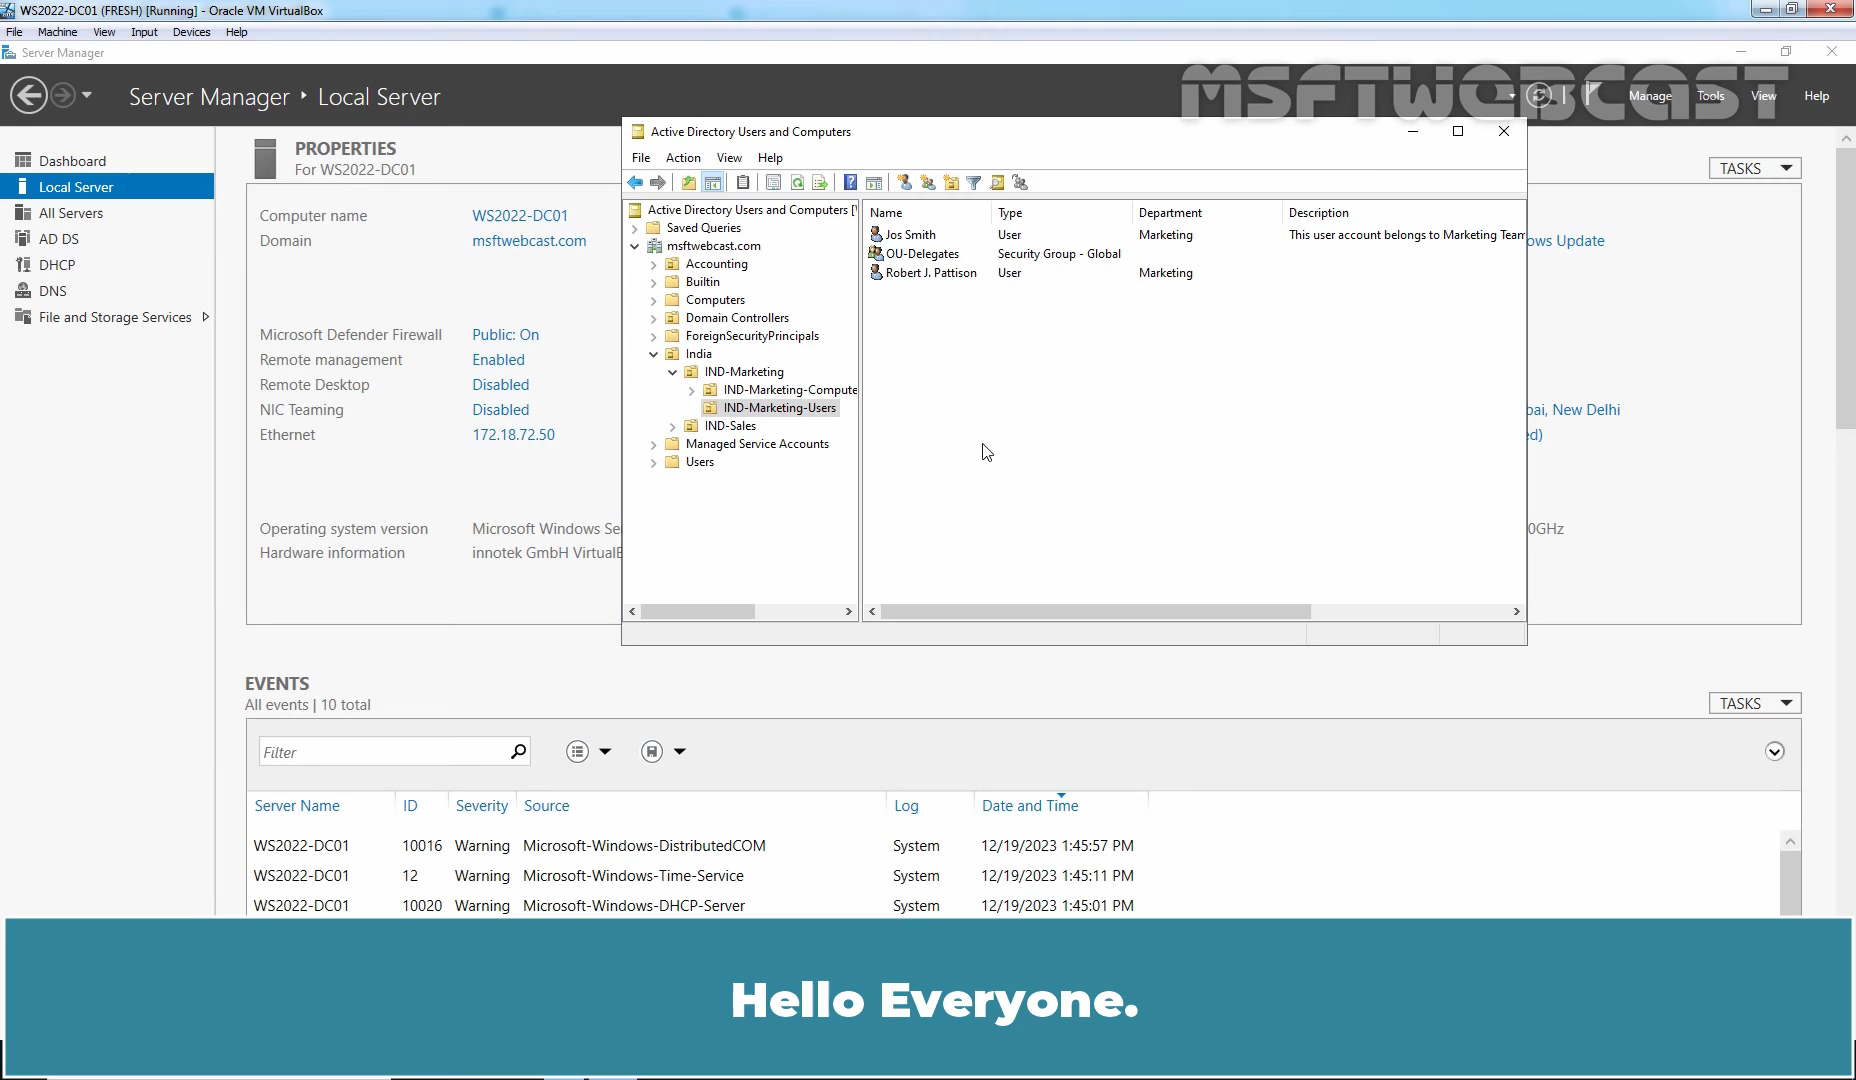 WS2022-DC01 (FRESH) [Running] - Oracle VM VirtualBox
File Machine View Input Devices Help
Server Manager
Server Manager Local Server
MSFTWEBCAST
Manage Tools View Help
Dashboard
Local Server
All Servers
AD DS
DHCP
DNS
File and Storage Services
PROPERTIES
For WS2022-DC01
TASKS
Computer name WS2022-DC01
Domain msftwebcast.com
ows Update
Microsoft Defender Firewall Public: On
Remote management Enabled
Remote Desktop Disabled
NIC Teaming Disabled
Ethernet 172.18.72.50
bai, New Delhi
ed)
Operating system version Microsoft Windows Se
Hardware information innotek GmbH VirtualB
0GHz
Active Directory Users and Computers
File Action View Help
Active Directory Users and Computers [
Saved Queries
msftwebcast.com
Accounting
Builtin
Computers
Domain Controllers
ForeignSecurityPrincipals
India
IND-Marketing
IND-Marketing-Compute
IND-Marketing-Users
IND-Sales
Managed Service Accounts
Users
Name Type Department Description
Jos Smith User Marketing This user account belongs to Marketing Team
OU-Delegates Security Group - Global
Robert J. Pattison User Marketing
EVENTS
All events | 10 total
TASKS
Filter
Server Name ID Severity Source Log Date and Time
WS2022-DC01 10016 Warning Microsoft-Windows-DistributedCOM System 12/19/2023 1:45:57 PM
WS2022-DC01 12 Warning Microsoft-Windows-Time-Service System 12/19/2023 1:45:11 PM
WS2022-DC01 10020 Warning Microsoft-Windows-DHCP-Server System 12/19/2023 1:45:01 PM
Hello Everyone.